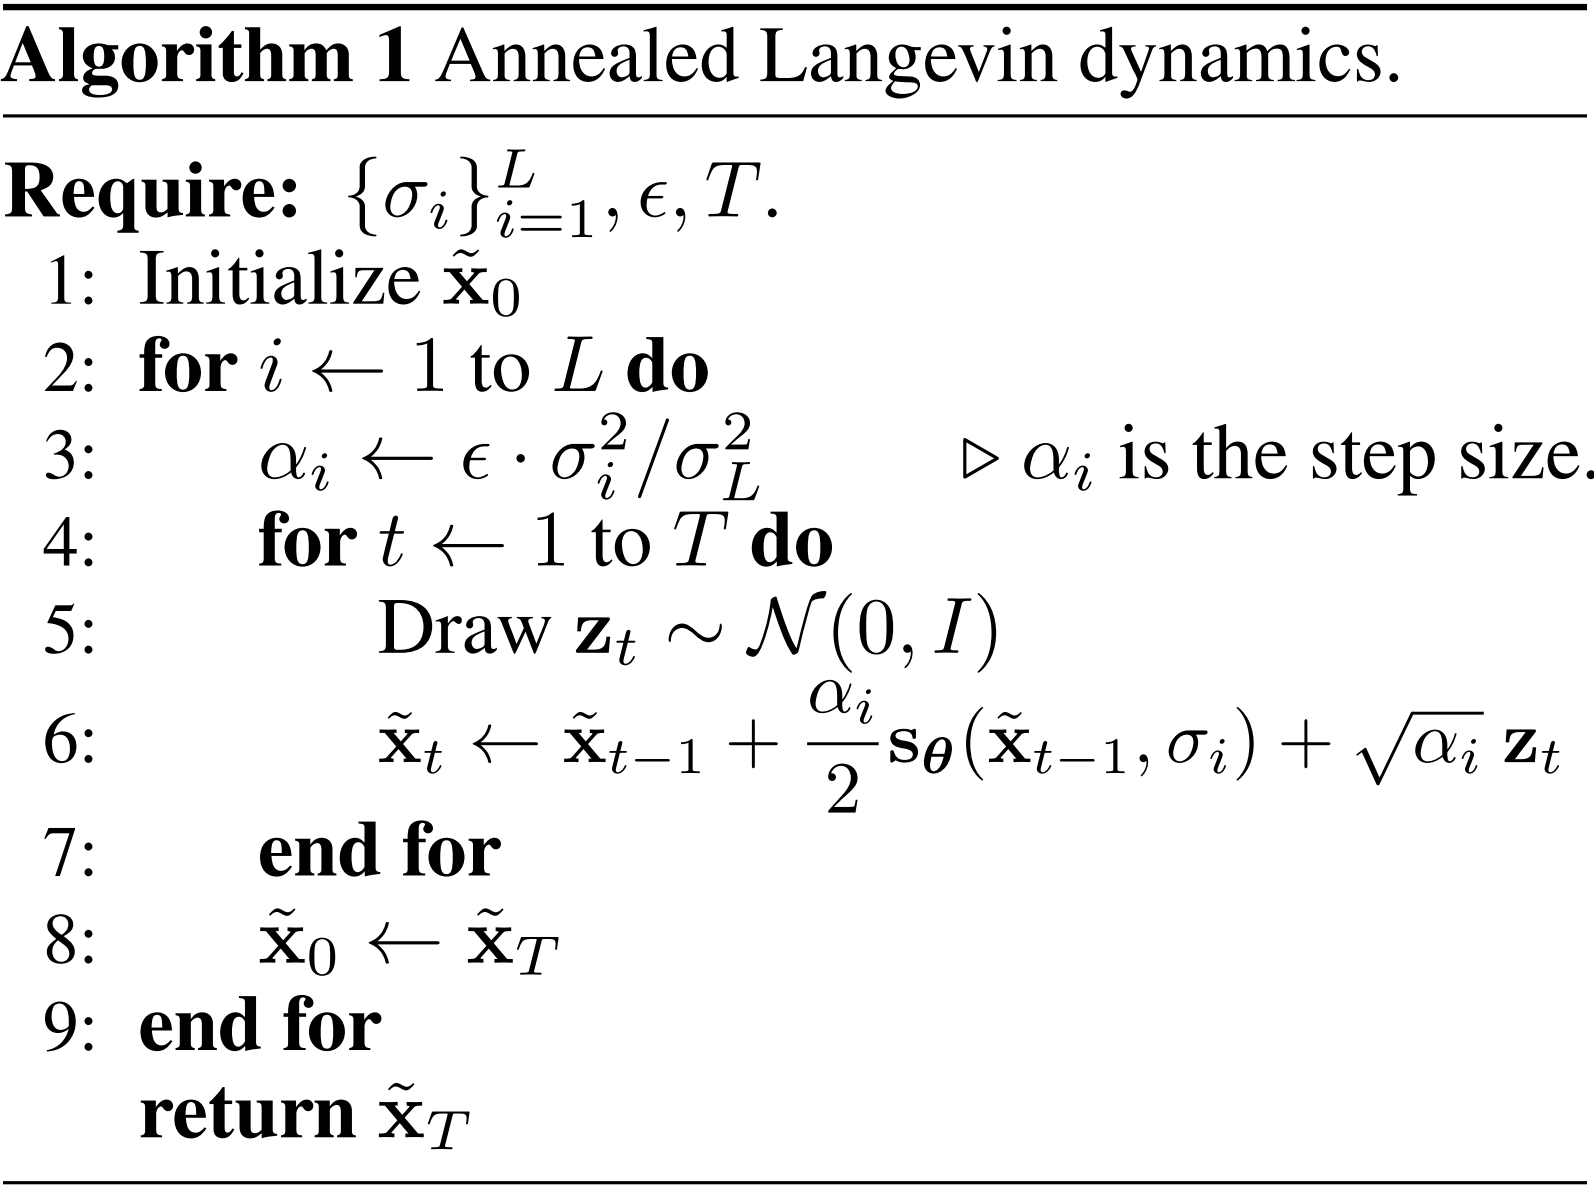 Algorithm 1 Annealed Langevin dynamics.
Require: $\{\sigma_i\}_{i=1}^{L}, \epsilon, T.$
1: Initialize $\tilde{\mathbf{x}}_0$
2: for $i \leftarrow 1$ to $L$ do
3: $\alpha_i \leftarrow \epsilon \cdot \sigma_i^2/\sigma_L^2$ ▷ $\alpha_i$ is the step size.
4: for $t \leftarrow 1$ to $T$ do
5: Draw $\mathbf{z}_t \sim \mathcal{N}(0, I)$
6: $\tilde{\mathbf{x}}_t \leftarrow \tilde{\mathbf{x}}_{t-1} + \frac{\alpha_i}{2} \mathbf{s}_{\boldsymbol{\theta}}(\tilde{\mathbf{x}}_{t-1}, \sigma_i) + \sqrt{\alpha_i}\, \mathbf{z}_t$
7: end for
8: $\tilde{\mathbf{x}}_0 \leftarrow \tilde{\mathbf{x}}_T$
9: end for
return $\tilde{\mathbf{x}}_T$